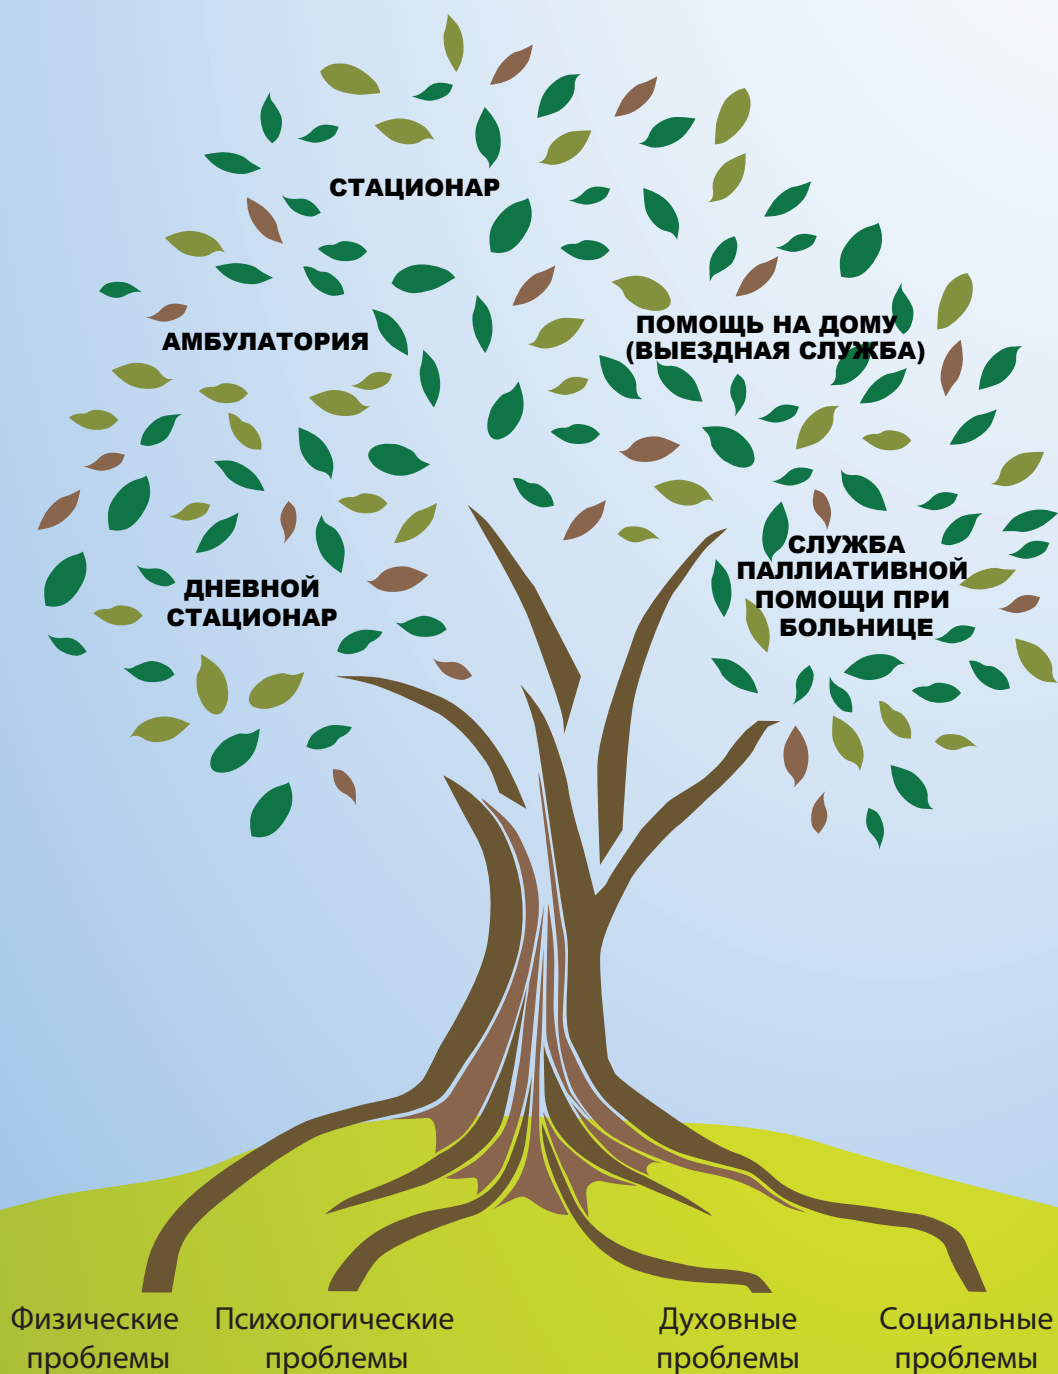 СТАЦИОНАР
АМБУЛАТОРИЯ
ПОМОЩЬ НА ДОМУ
(ВЫЕЗДНАЯ СЛУЖБА)
ДНЕВНОЙ
СТАЦИОНАР
СЛУЖБА
ПАЛЛИАТИВНОЙ
ПОМОЩИ ПРИ
БОЛЬНИЦЕ
Физические
проблемы
Психологические
проблемы
Духовные
проблемы
Социальные
проблемы